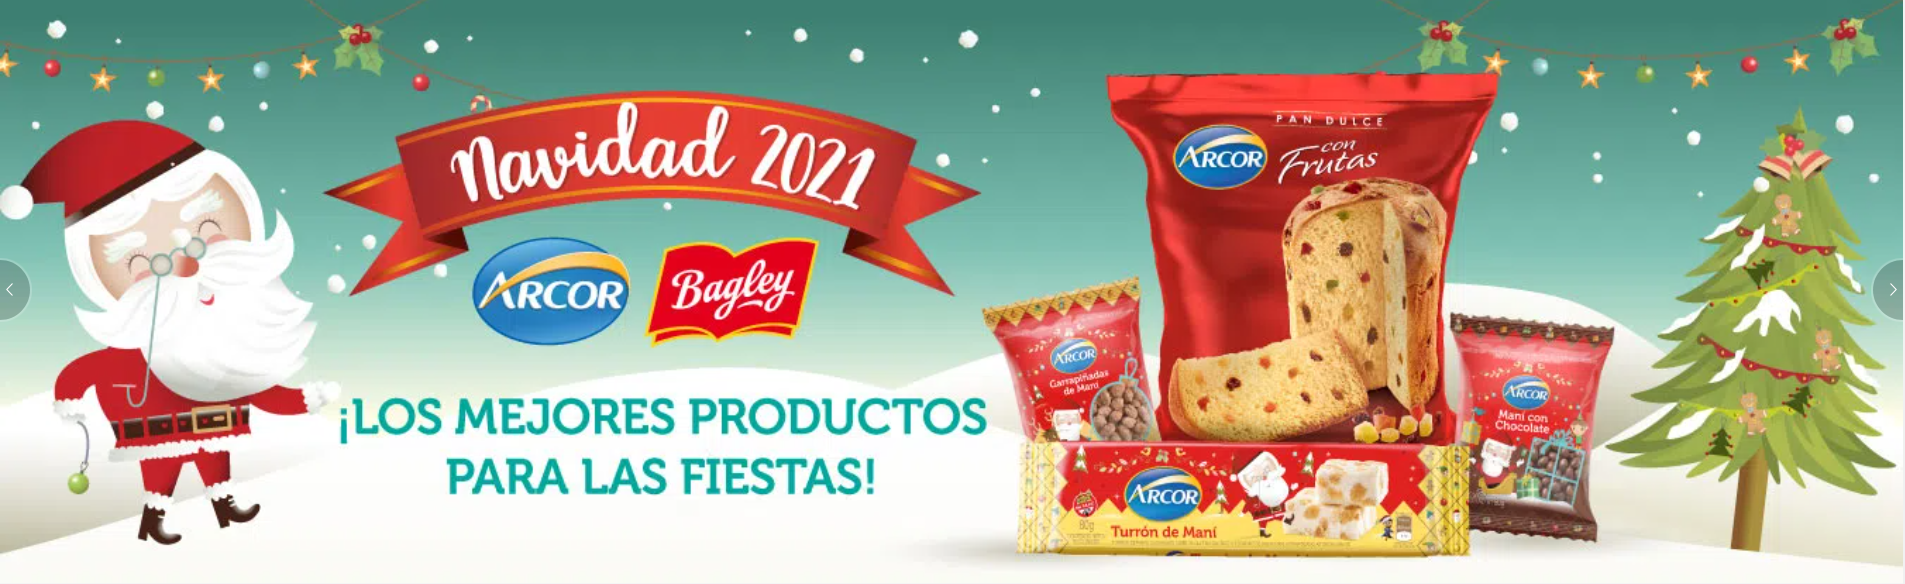 Navidad 2021
ARCOR
Bagley
¡LOS MEJORES PRODUCTOS
PARA LAS FIESTAS!
PAN DULCE
ARCOR
con
Frutas
ARCOR
Garrapiñadas
de Maní
ARCOR
Maní con
Chocolate
ARCOR
80g
Turrón de Maní